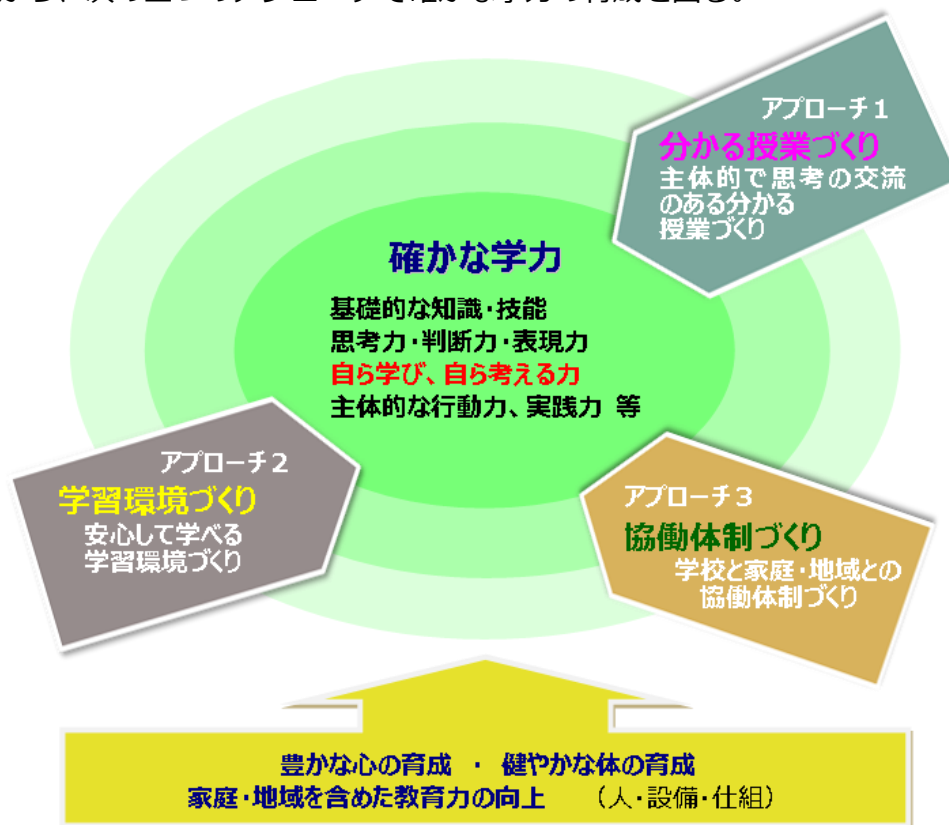 アプローチ1
分かる授業づくり
主体的で思考の交流
のある分かる
授業づくり
確かな学力
基礎的な知識・技能
思考力・判断力・表現力
自ら学び、自ら考える力
主体的な行動力、実践力 等
アプローチ2
学習環境づくり
安心して学べる
学習環境づくり
アプローチ3
協働体制づくり
学校と家庭・地域との
協働体制づくり
豊かな心の育成 ・ 健やかな体の育成
家庭・地域を含めた教育力の向上 （人・設備・仕組）